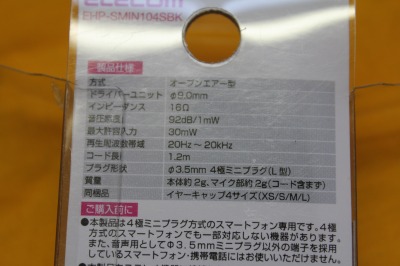 ELECOM
EHP-SMIN104SBK
製品仕様
方式 オープンエアー型
ドライバーユニット φ9.0mm
インピーダンス 16Ω
音圧感度 92dB/1mW
最大許容入力 30mW
再生周波数帯域 20Hz～20kHz
コード長 1.2m
プラグ形状 φ3.5mm 4極ミニプラグ(L型)
質量 本体約2g、マイク部約2g(コード含まず)
同梱品 イヤーキャップ4サイズ(XS/S/M/L)
ご購入前に
●本製品は4極ミニプラグ方式のスマートフォン専用です。4極
方式のスマートフォンでも一部対応しない機器があります。
また、音声用としてΦ3.5mmミニプラグ以外の端子を採用
しているスマートフォン・携帯電話にはお使いいただけません。